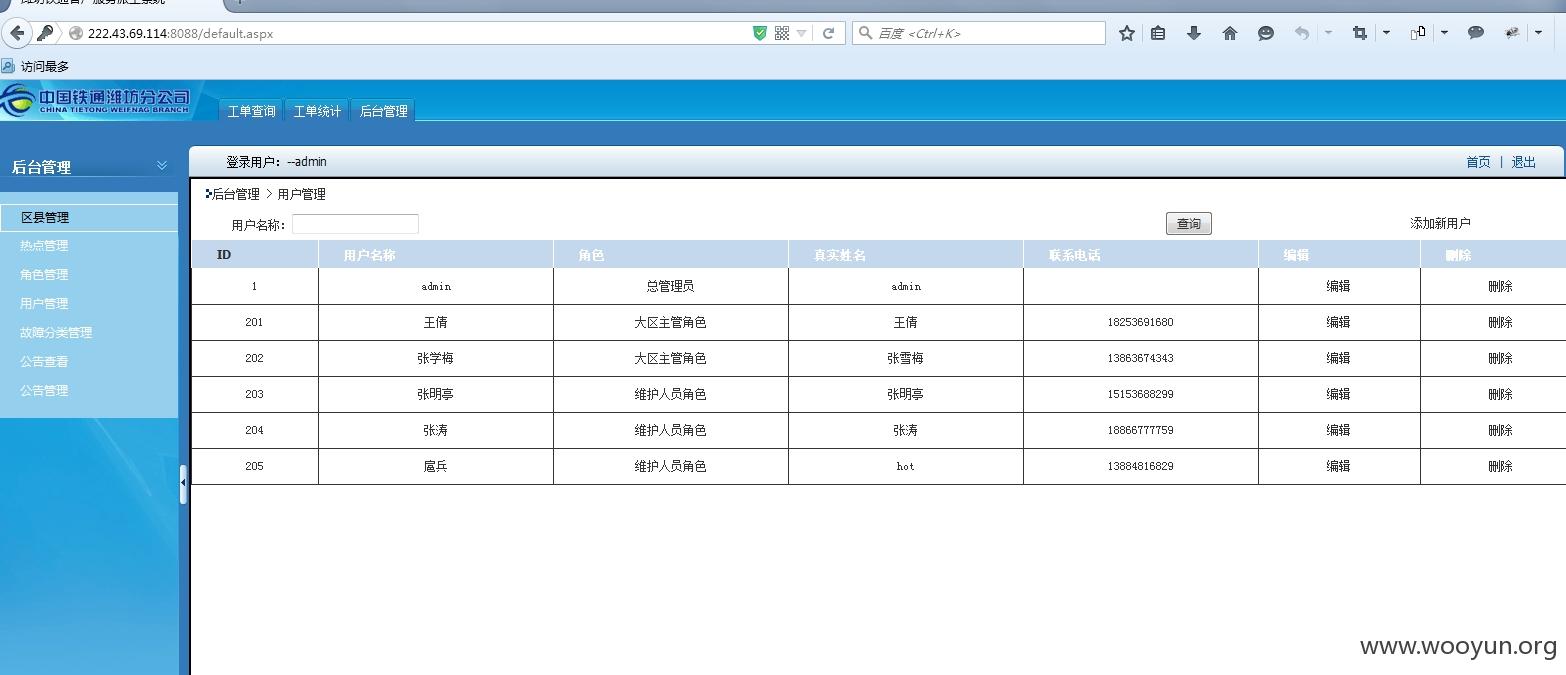 222.43.69.114:8088/default.aspx
百度 <Ctrl+K>
访问最多
中国铁通潍坊分公司
CHINA TIETONG WEIFNAG BRANCH
工单查询 工单统计 后台管理
后台管理
登录用户：--admin
首页 | 退出
区县管理
热点管理
角色管理
用户管理
故障分类管理
公告查看
公告管理
后台管理 > 用户管理
用户名称：
查询
添加新用户
ID 用户名称 角色 真实姓名 联系电话 编辑 删除
1 admin 总管理员 admin 编辑 删除
201 王倩 大区主管角色 王倩 18253691680 编辑 删除
202 张学梅 大区主管角色 张雪梅 13863674343 编辑 删除
203 张明亭 维护人员角色 张明亭 15153688299 编辑 删除
204 张涛 维护人员角色 张涛 18866777759 编辑 删除
205 扈兵 维护人员角色 hot 13884816829 编辑 删除
www.wooyun.org